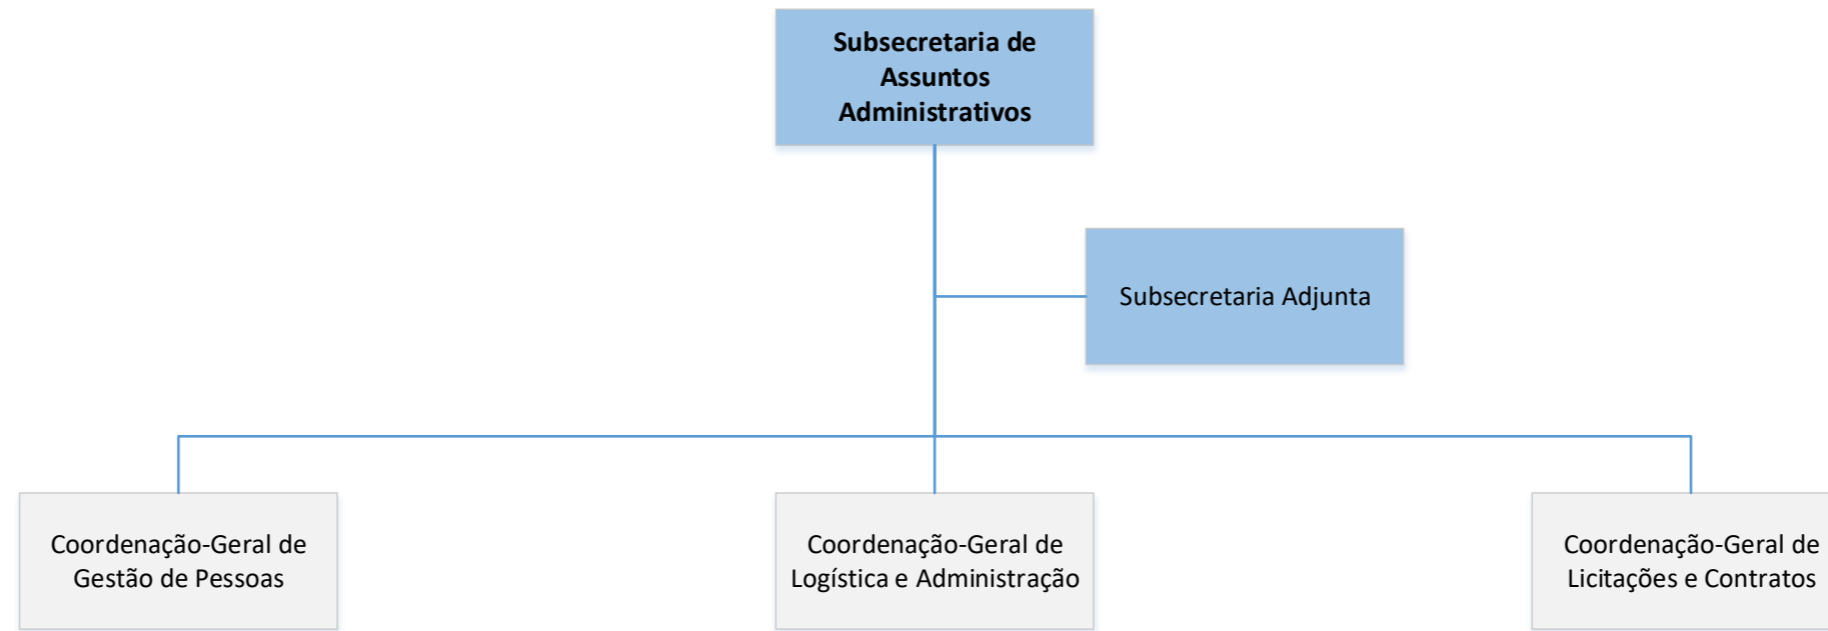 Subsecretaria de
Assuntos
Administrativos
Subsecretaria Adjunta
Coordenação-Geral de
Gestão de Pessoas
Coordenação-Geral de
Logística e Administração
Coordenação-Geral de
Licitações e Contratos